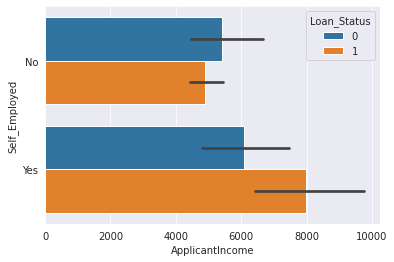 Loan_Status
0
1
No
Yes
Self_Employed
0 2000 4000 6000 8000 10000
ApplicantIncome